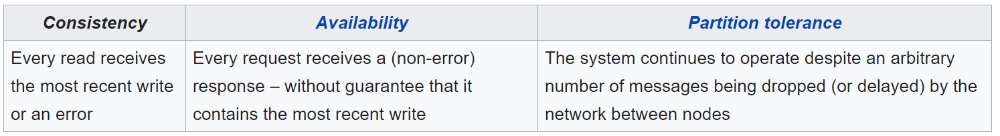 Consistency
Availability
Partition tolerance
Every read receives
the most recent write
or an error
Every request receives a (non-error)
response – without guarantee that it
contains the most recent write
The system continues to operate despite an arbitrary
number of messages being dropped (or delayed) by the
network between nodes